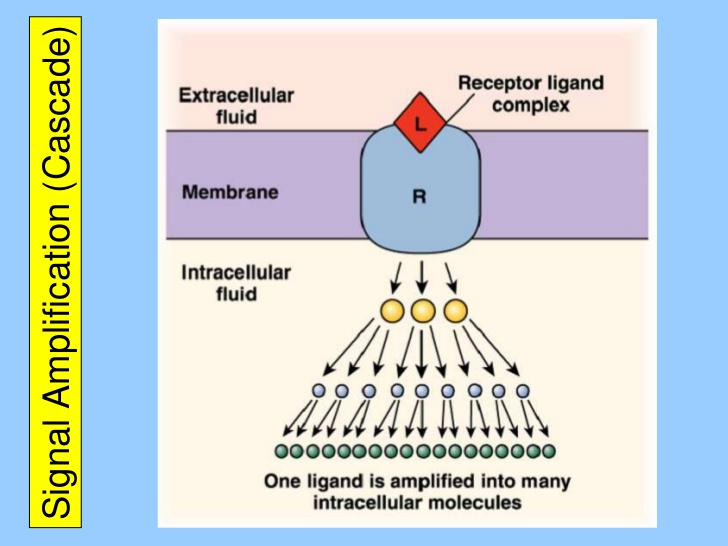 Signal Amplification (Cascade)
Extracellular
fluid
Receptor ligand
complex
L
Membrane
R
Intracellular
fluid
One ligand is amplified into many
intracellular molecules